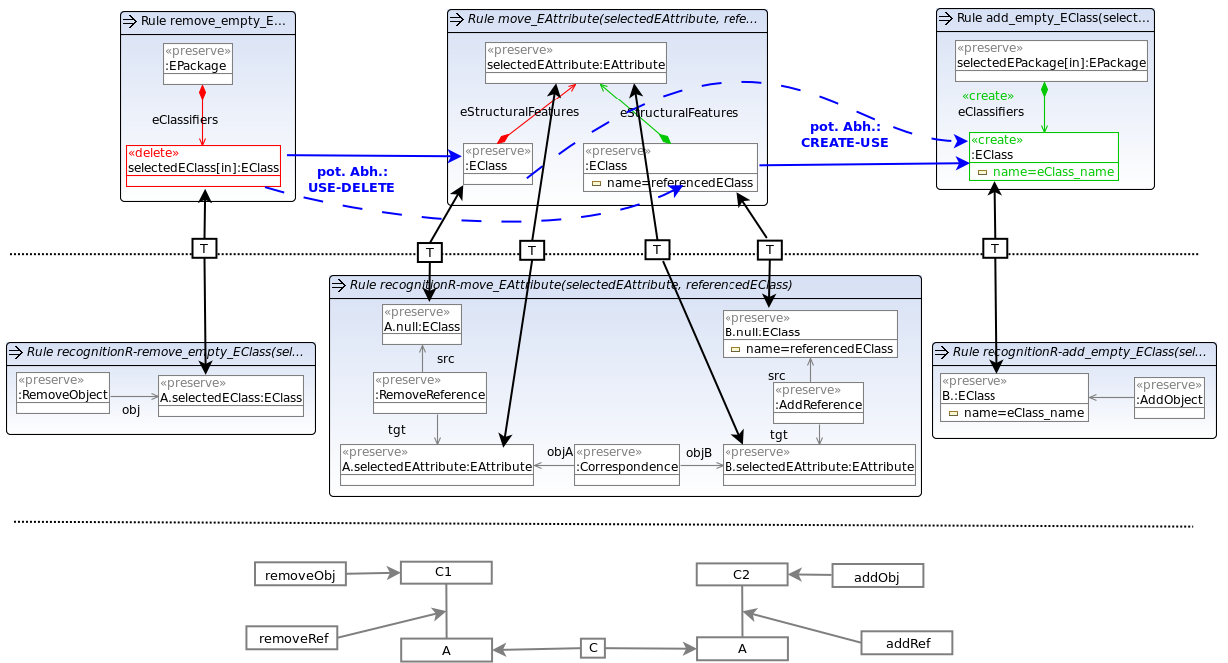 Rule remove_empty_E...
«preserve»
:EPackage
eClassifiers
«delete»
selectedEClass[in]:EClass
Rule move_EAttribute(selectedEAttribute, refe...
«preserve»
selectedEAttribute:EAttribute
eStructuralFeatures
eStructuralFeatures
«preserve»
:EClass
«preserve»
:EClass
name=referencedEClass
Rule add_empty_EClass(select...
«preserve»
selectedEPackage[in]:EPackage
«create»
eClassifiers
«create»
:EClass
name=eClass_name
pot. Abh.:
USE-DELETE
pot. Abh.:
CREATE-USE
T
T
T
T
T
T
Rule recognitionR-remove_empty_EClass(sel...
«preserve»
:RemoveObject
obj
«preserve»
A.selectedEClass:EClass
Rule recognitionR-move_EAttribute(selectedEAttribute, referencedEClass)
«preserve»
A.null:EClass
src
«preserve»
:RemoveReference
tgt
«preserve»
A.selectedEAttribute:EAttribute
objA
«preserve»
:Correspondence
objB
«preserve»
B.null:EClass
name=referencedEClass
src
«preserve»
:AddReference
tgt
«preserve»
B.selectedEAttribute:EAttribute
Rule recognitionR-add_empty_EClass(sel...
«preserve»
B.:EClass
name=eClass_name
«preserve»
:AddObject
removeObj
C1
C2
addObj
removeRef
A
C
A
addRef